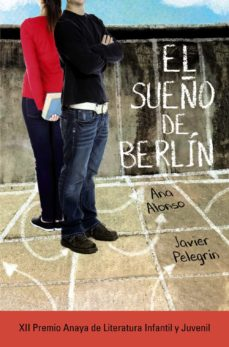 EL
SUEÑO
DE
BERLÍN
Ana
Alonso
Javier
Pelegrín
XII Premio Anaya de Literatura Infantil y Juvenil